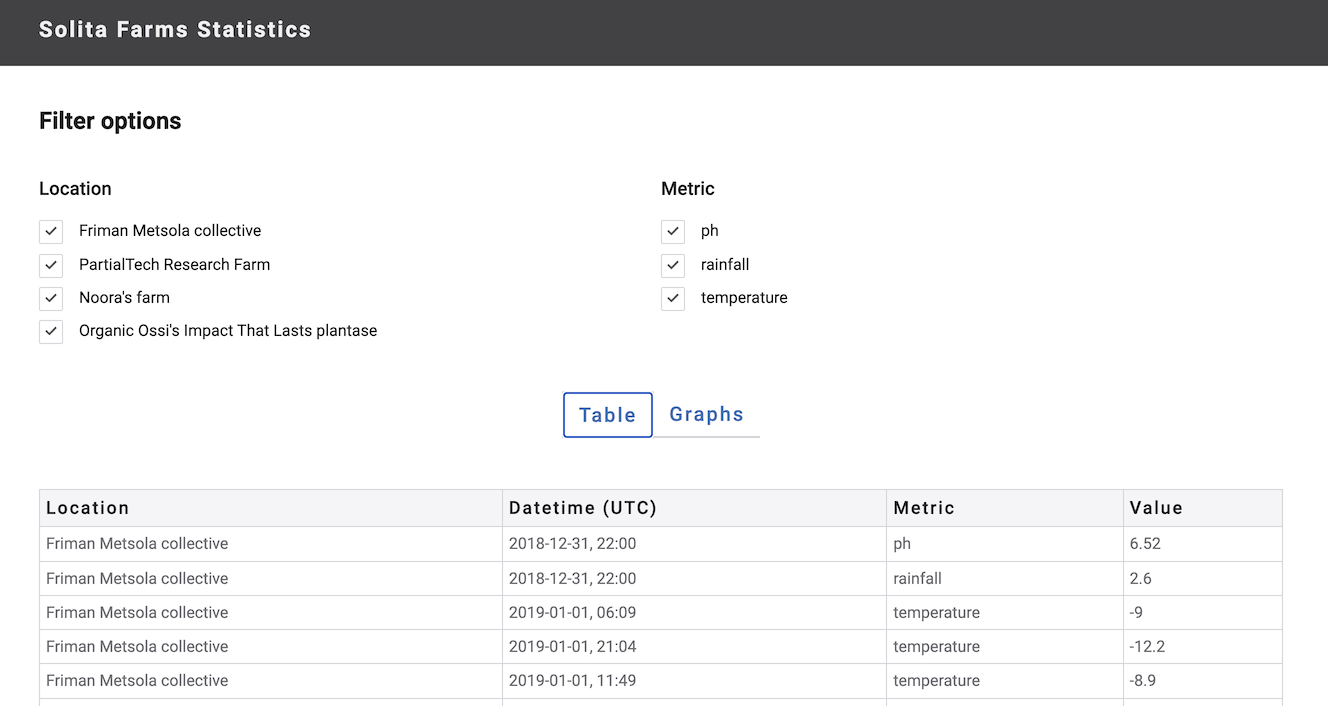 Solita Farms Statistics
Filter options
Location
Friman Metsola collective
PartialTech Research Farm
Noora's farm
Organic Ossi's Impact That Lasts plantase
Metric
ph
rainfall
temperature
Table Graphs
Location Datetime (UTC) Metric Value
Friman Metsola collective 2018-12-31, 22:00 ph 6.52
Friman Metsola collective 2018-12-31, 22:00 rainfall 2.6
Friman Metsola collective 2019-01-01, 06:09 temperature -9
Friman Metsola collective 2019-01-01, 21:04 temperature -12.2
Friman Metsola collective 2019-01-01, 11:49 temperature -8.9